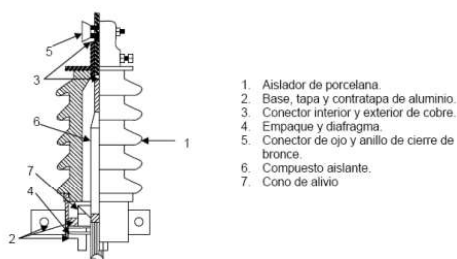 5
3
6
1
7
4
2
1. Aislador de porcelana.
2. Base, tapa y contratapa de aluminio.
3. Conector interior y exterior de cobre.
4. Empaque y diafragma.
5. Conector de ojo y anillo de cierre de
bronce.
6. Compuesto aislante.
7. Cono de alivio